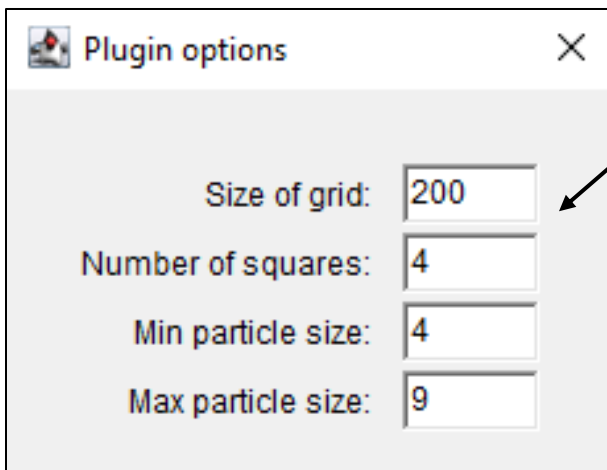 Plugin options
Size of grid: 200
Number of squares: 4
Min particle size: 4
Max particle size: 9